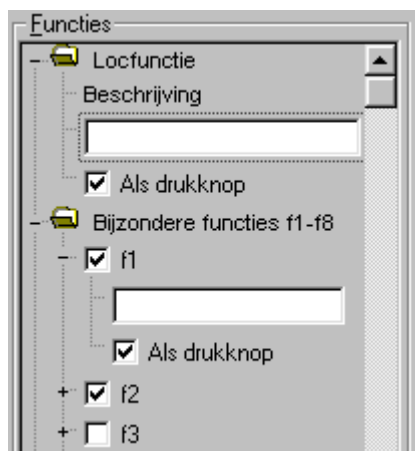 Functies
Locfunctie
Beschrijving
Als drukknop
Bijzondere functies f1-f8
f1
Als drukknop
f2
f3